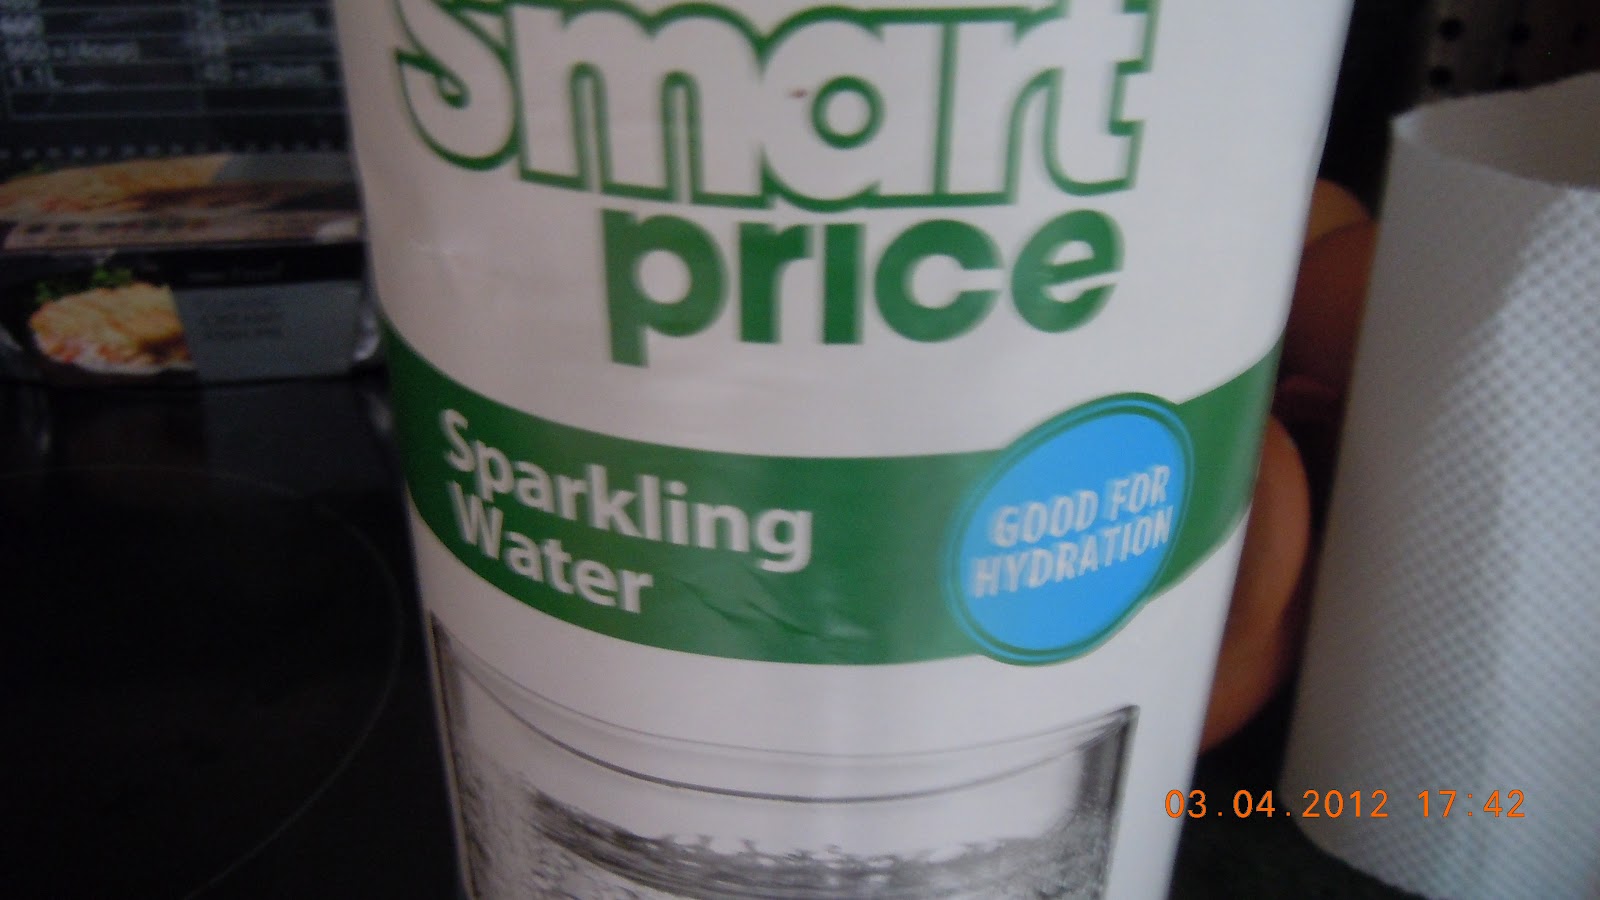 smart
price
Sparkling
Water
GOOD FOR
HYDRATION
03.04.2012 17:42